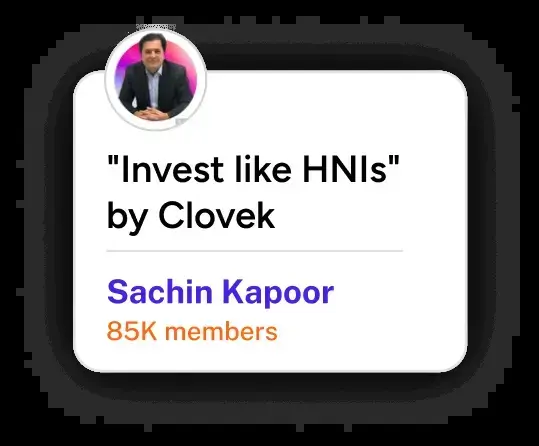 "Invest like HNIs"
by Clovek
Sachin Kapoor
85K members